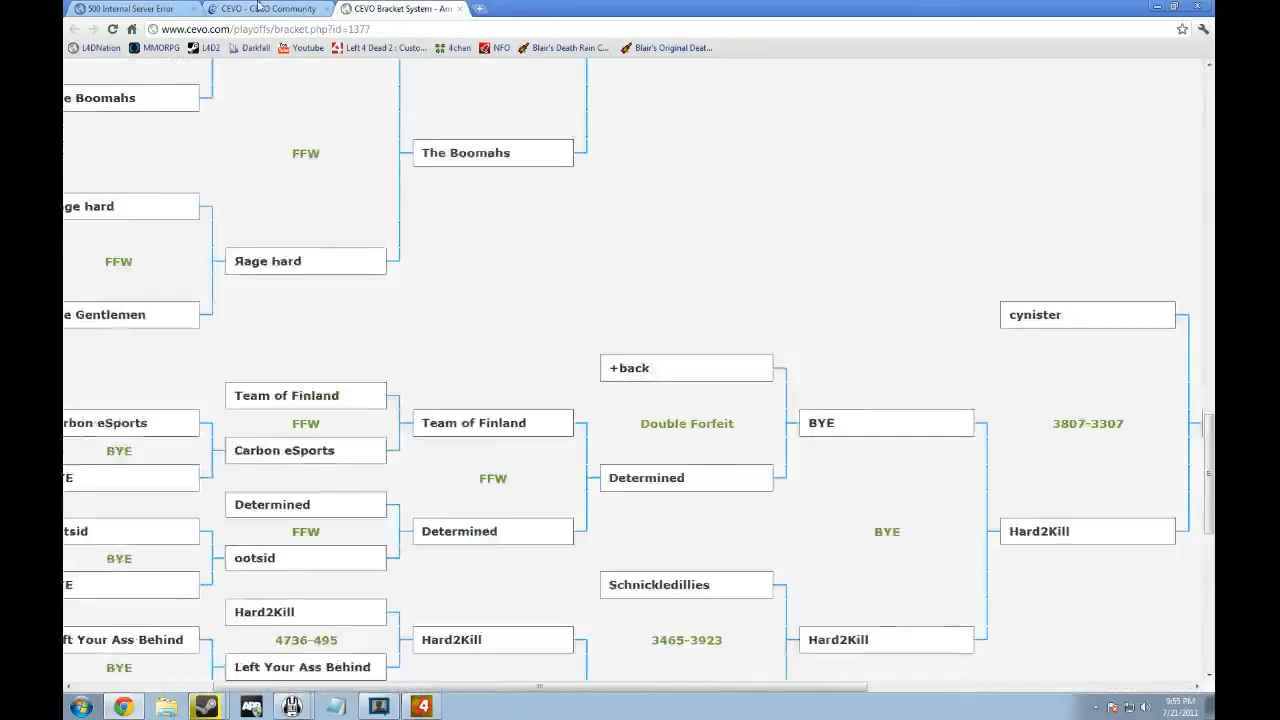 500 Internal Server Error
CEVO - CEVO Community
CEVO Bracket System - Am
www.cevo.com/playoffs/bracket.php?id=1377
L4DNation MMORPG L4D2 Darkfall Youtube Left 4 Dead 2 : Custo... 4chan NFO Blair's Death Rain C... Blair's Original Deat...
e Boomahs
FFW
The Boomahs
ge hard
FFW
Яage hard
e Gentlemen
cynister
+back
Team of Finland
rbon eSports
FFW
Team of Finland
Double Forfeit
BYE
3807-3307
BYE
Carbon eSports
E
FFW
Determined
Determined
tsid
FFW
Determined
BYE
Hard2Kill
BYE
ootsid
E
Schnickledillies
Hard2Kill
ft Your Ass Behind
4736-495
Hard2Kill
3465-3923
Hard2Kill
BYE
Left Your Ass Behind
9:55 PM
7/21/2011